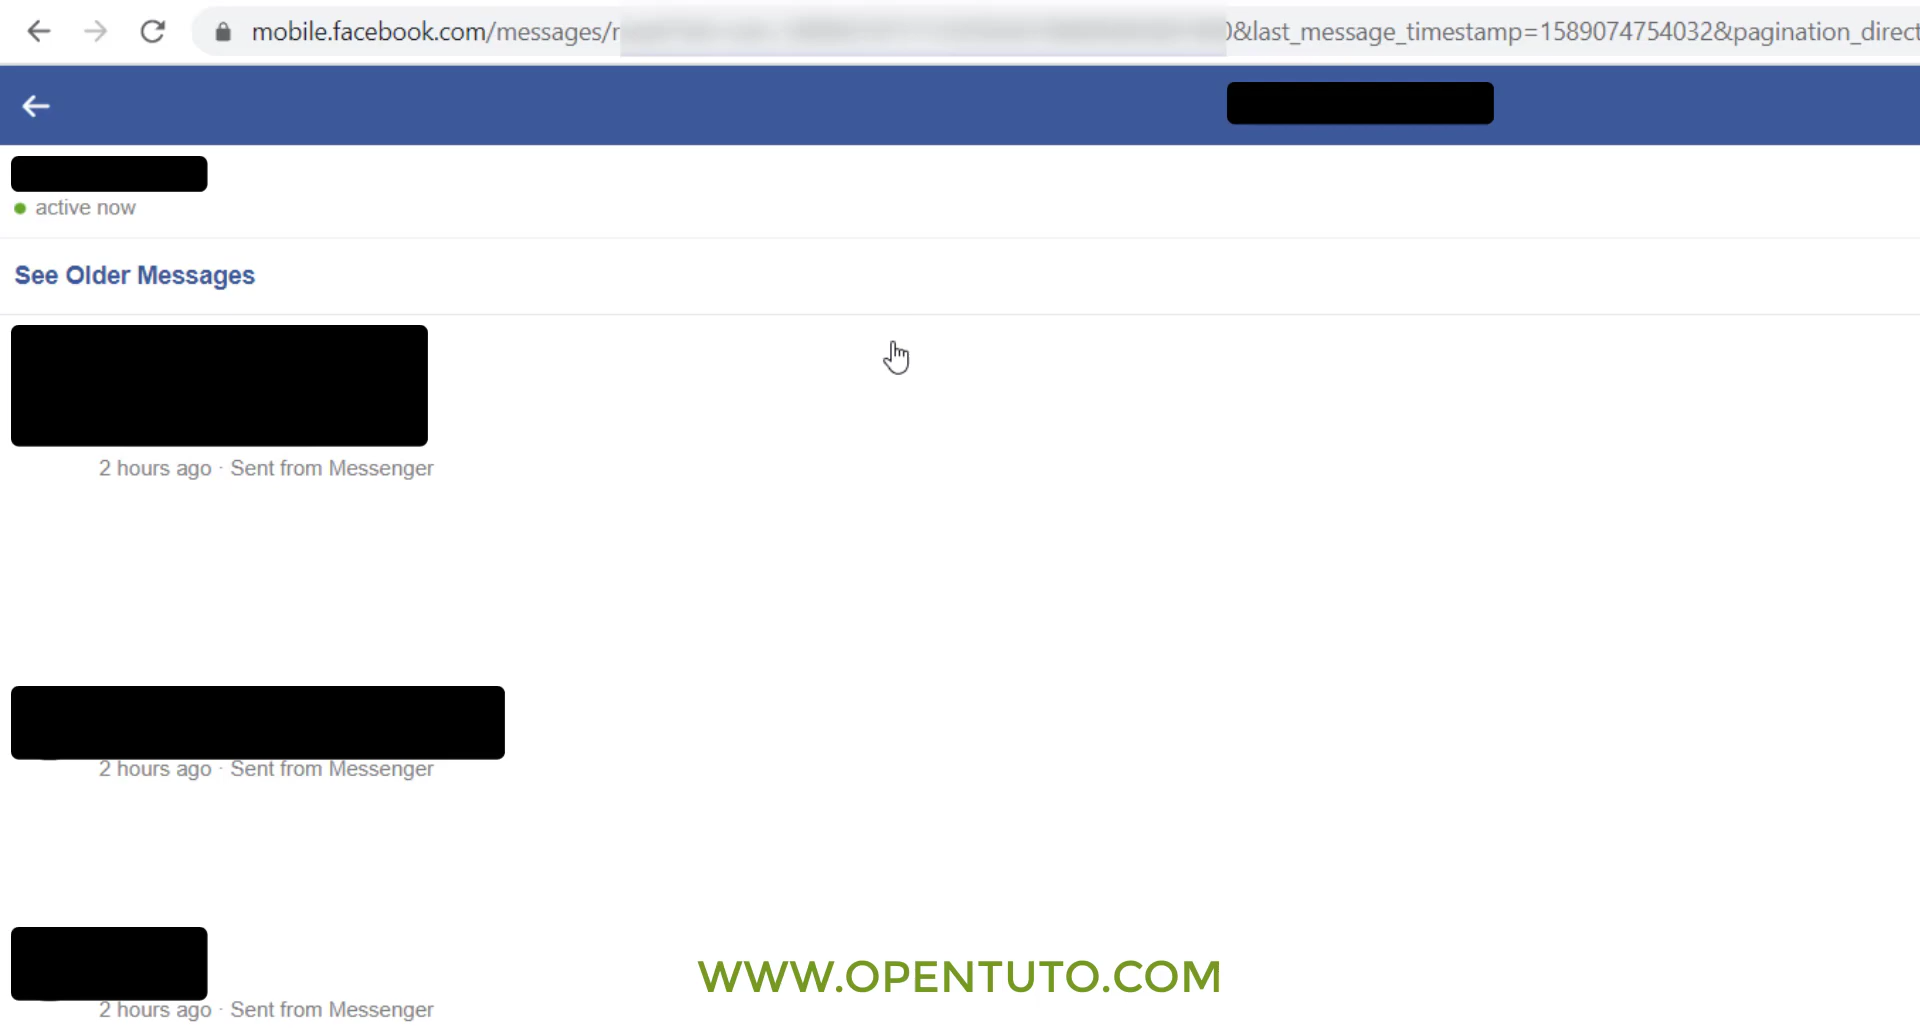 mobile.facebook.com/messages/r
0&last_message_timestamp=1589074754032&pagination_direct
active now
See Older Messages
2 hours ago · Sent from Messenger
2 hours ago · Sent from Messenger
2 hours ago · Sent from Messenger
WWW.OPENTUTO.COM